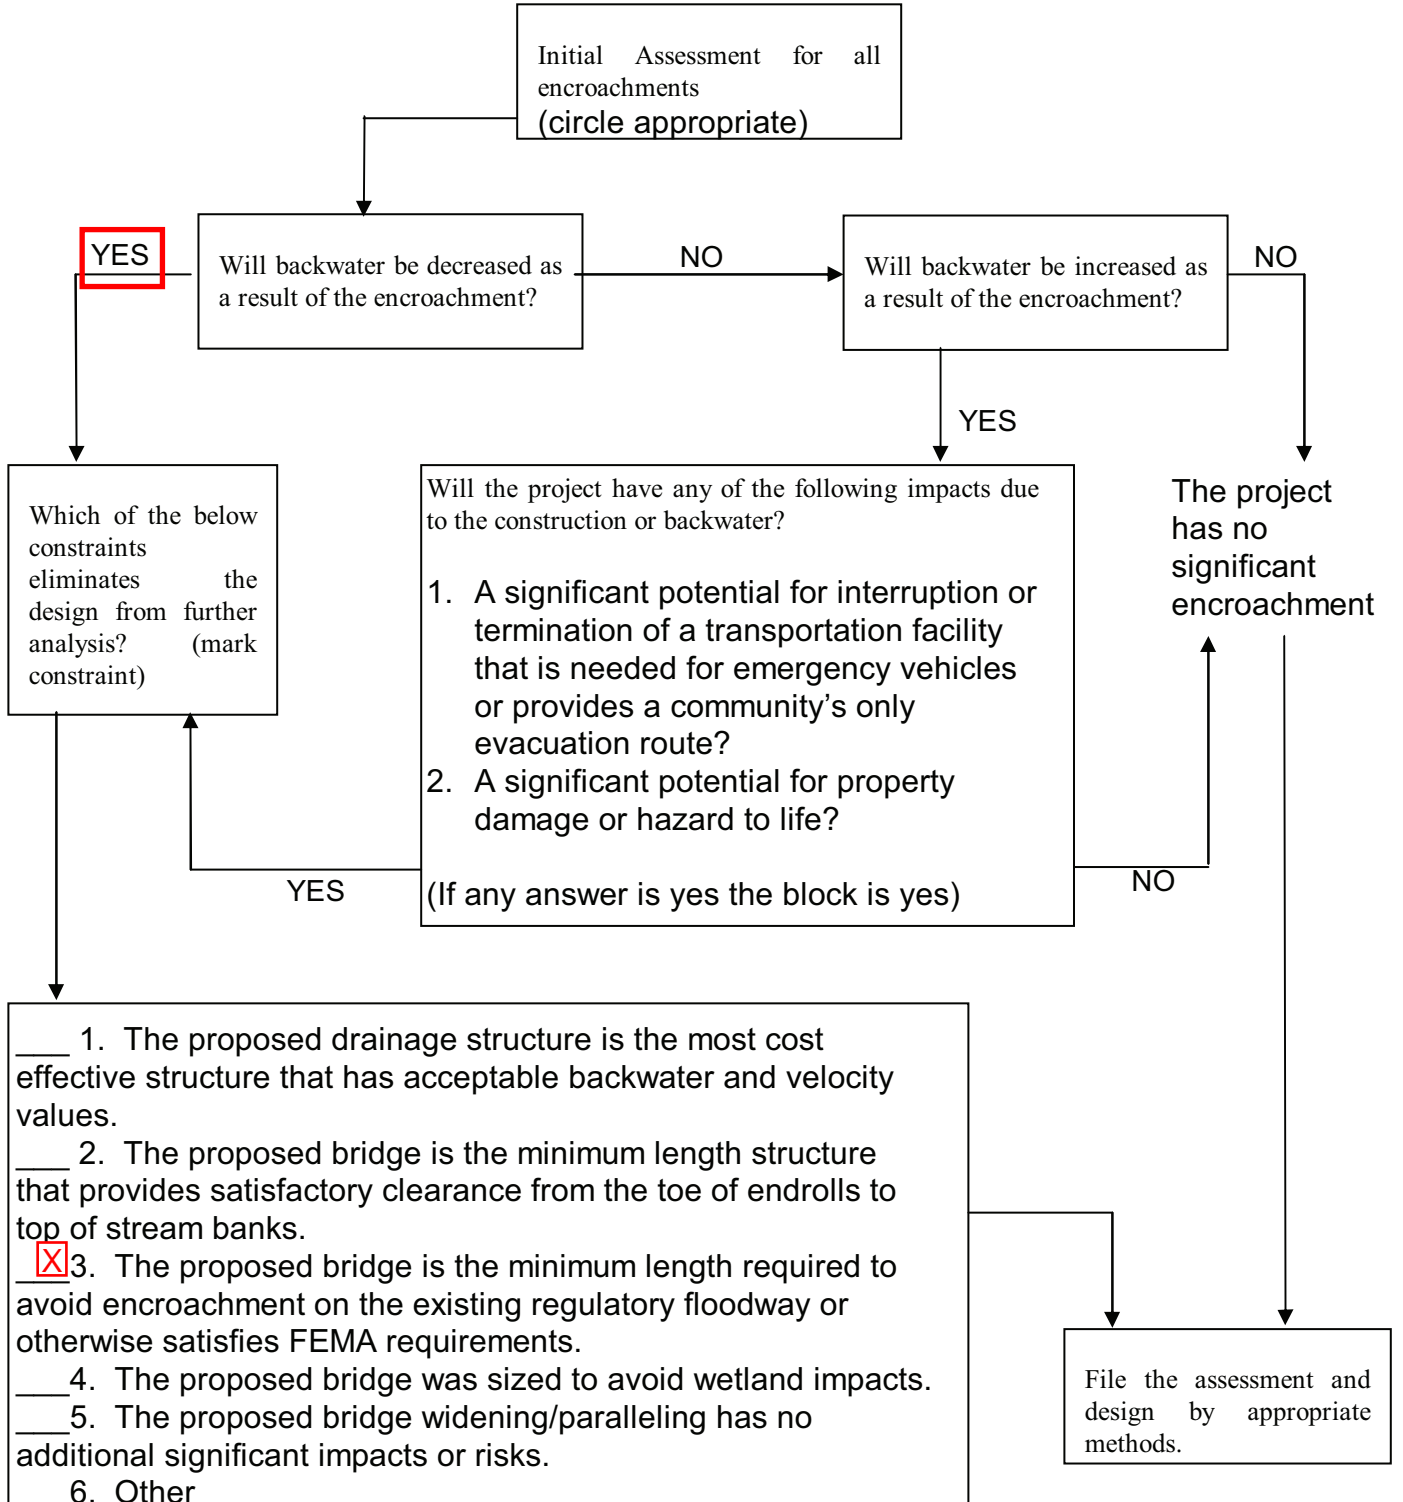 Initial Assessment for all
encroachments
(circle appropriate)
YES
Will backwater be decreased as
a result of the encroachment?
NO
Will backwater be increased as
a result of the encroachment?
NO
YES
Which of the below
constraints
eliminates the
design from further
analysis? (mark
constraint)
Will the project have any of the following impacts due
to the construction or backwater?
1. A significant potential for interruption or
termination of a transportation facility
that is needed for emergency vehicles
or provides a community’s only
evacuation route?
2. A significant potential for property
damage or hazard to life?
(If any answer is yes the block is yes)
The project
has no
significant
encroachment
YES
NO
___ 1. The proposed drainage structure is the most cost
effective structure that has acceptable backwater and velocity
values.
___ 2. The proposed bridge is the minimum length structure
that provides satisfactory clearance from the toe of endrolls to
top of stream banks.
_X_3. The proposed bridge is the minimum length required to
avoid encroachment on the existing regulatory floodway or
otherwise satisfies FEMA requirements.
___4. The proposed bridge was sized to avoid wetland impacts.
___5. The proposed bridge widening/paralleling has no
additional significant impacts or risks.
6. Other
File the assessment and
design by appropriate
methods.